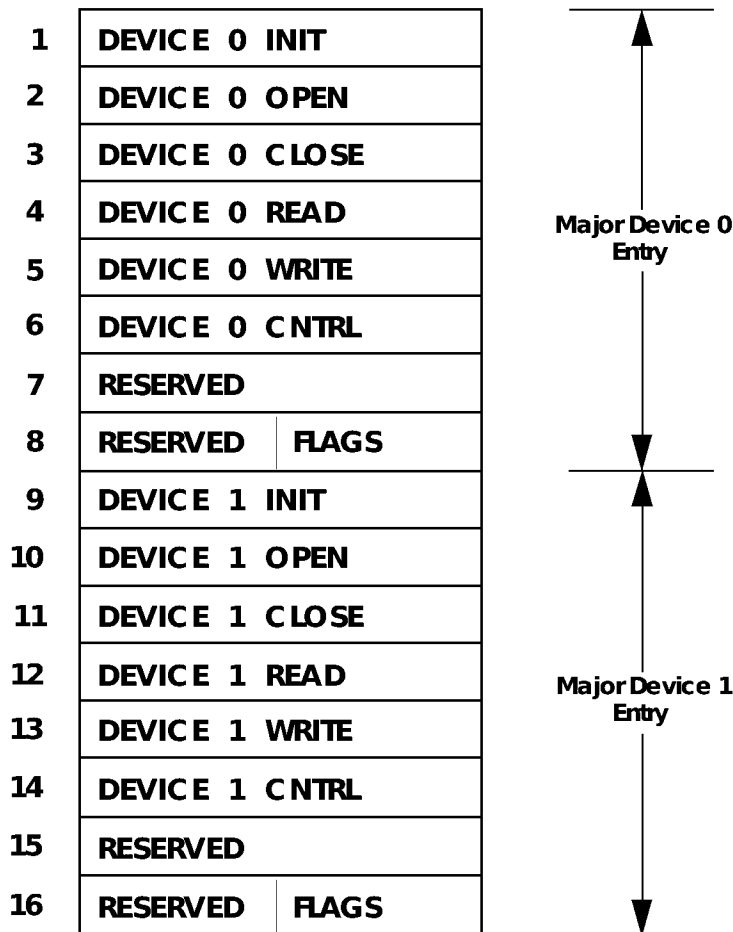 1 DEVICE 0 INIT
2 DEVICE 0 OPEN
3 DEVICE 0 CLOSE
4 DEVICE 0 READ
5 DEVICE 0 WRITE
6 DEVICE 0 CNTRL
7 RESERVED
8 RESERVED FLAGS
Major Device 0
Entry
9 DEVICE 1 INIT
10 DEVICE 1 OPEN
11 DEVICE 1 CLOSE
12 DEVICE 1 READ
13 DEVICE 1 WRITE
14 DEVICE 1 CNTRL
15 RESERVED
16 RESERVED FLAGS
Major Device 1
Entry